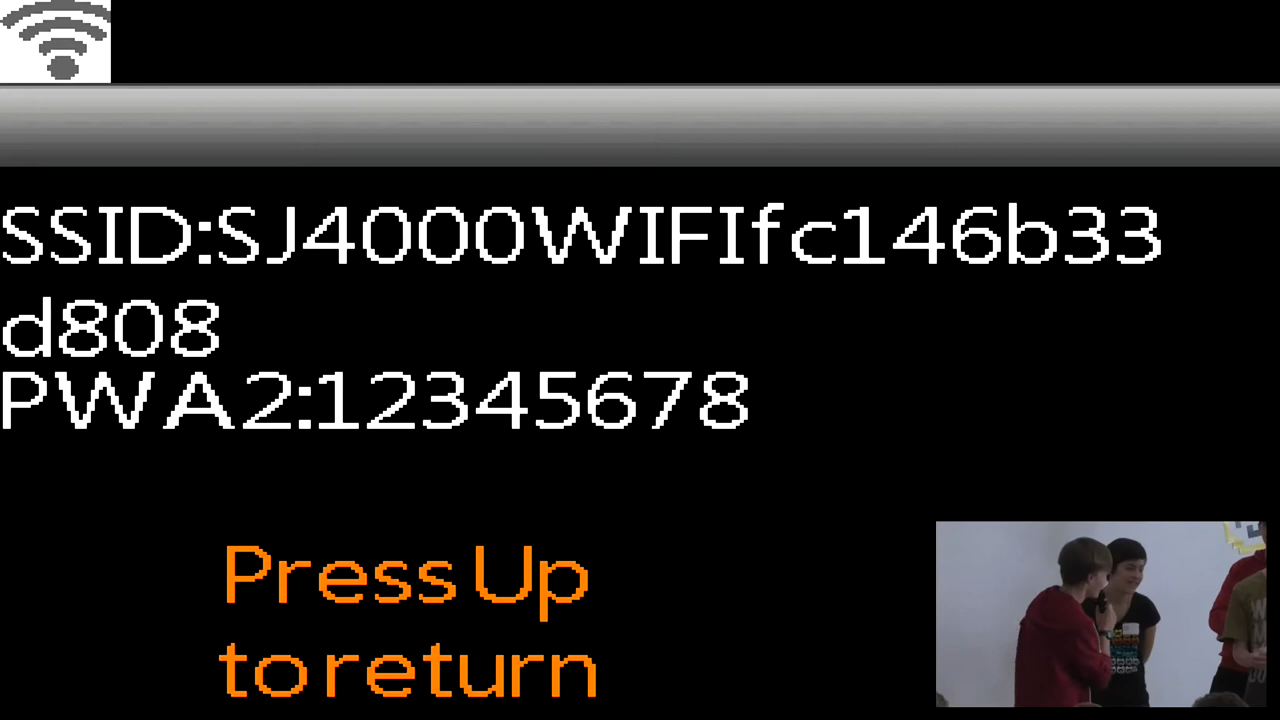 SSID:SJ4000WIFIfc146b33
d808
PWA2:12345678
Press Up
to return